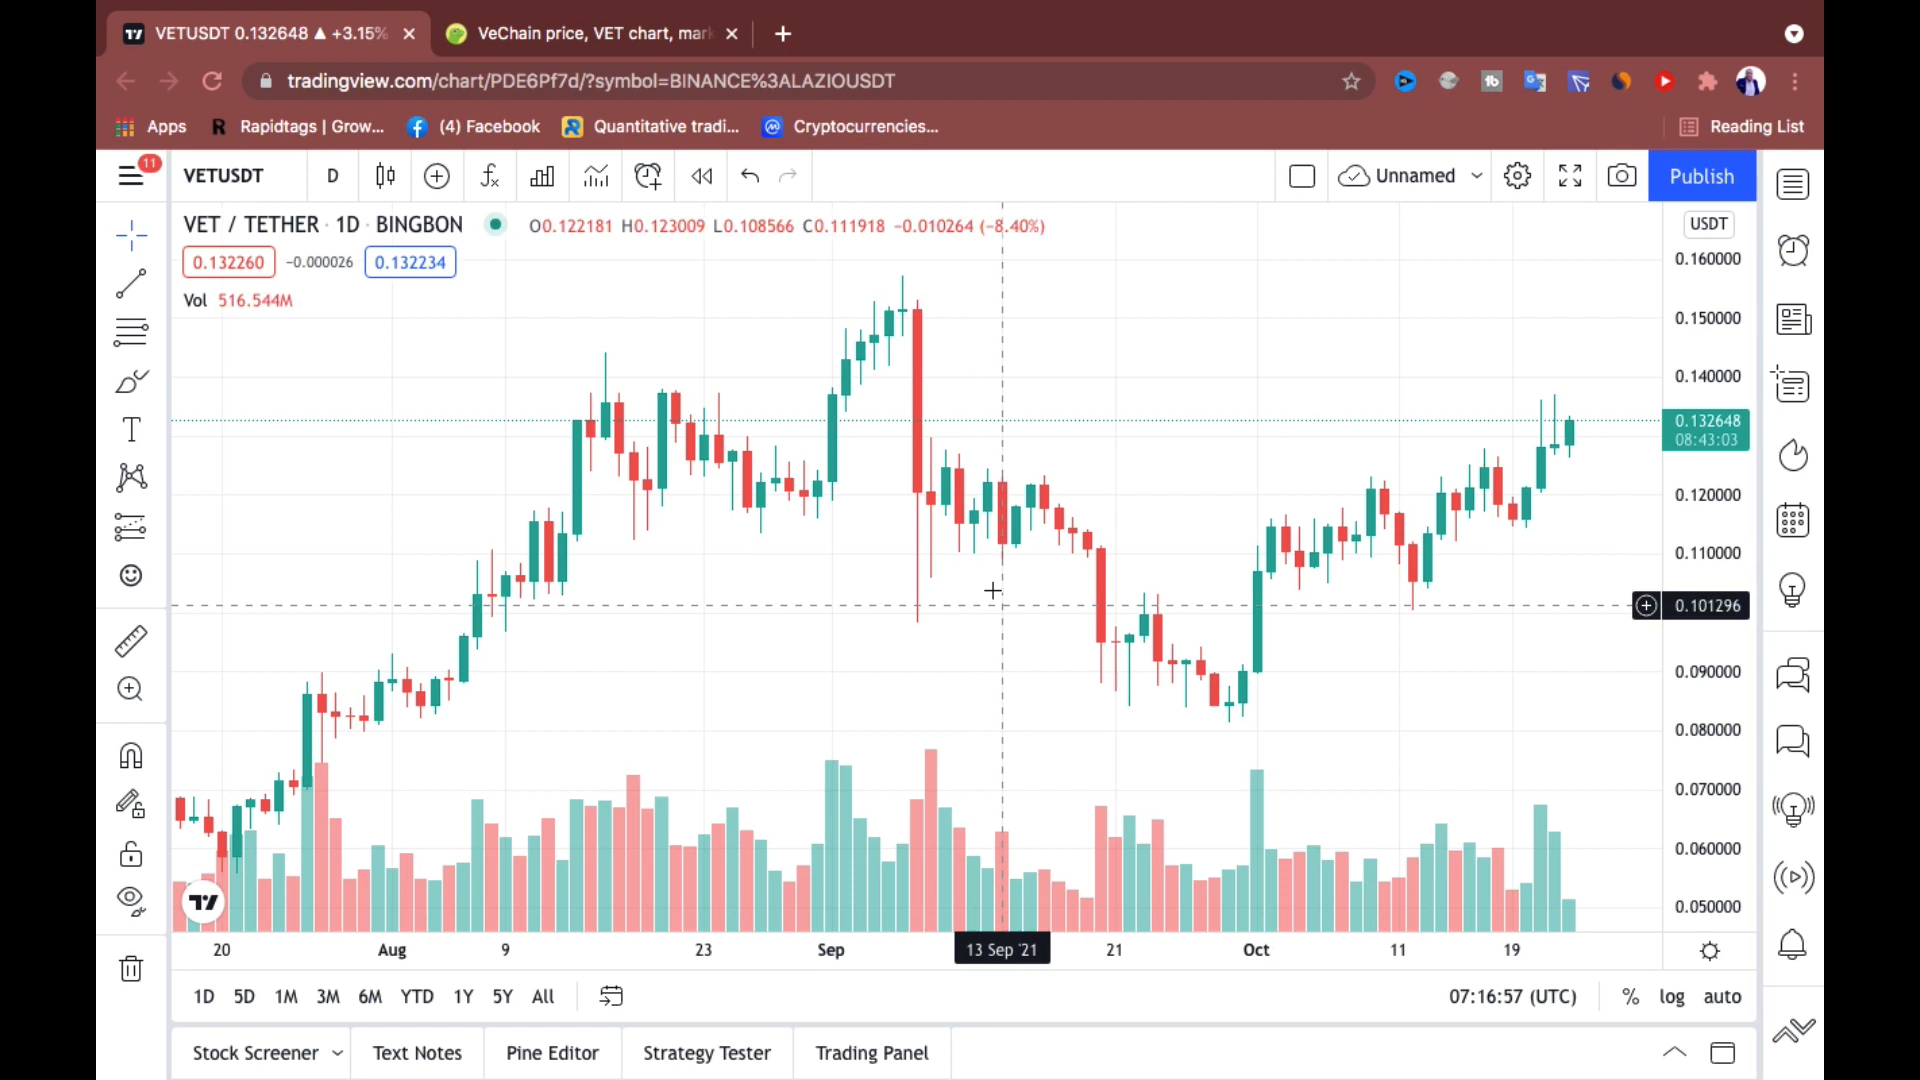 VETUSDT 0.132648 ▲ +3.15%
VeChain price, VET chart, mar
tradingview.com/chart/PDE6Pf7d/?symbol=BINANCE%3ALAZIOUSDT
Apps Rapidtags | Grow... (4) Facebook Quantitative tradi... Cryptocurrencies... Reading List
11 VETUSDT D Unnamed Publish
VET / TETHER · 1D · BINGBON O0.122181 H0.123009 L0.108566 C0.111918 −0.010264 (−8.40%) USDT
0.132260 −0.000026 0.132234
Vol 516.544M
0.160000
0.150000
0.140000
0.132648
08:43:03
0.120000
0.110000
0.101296
0.090000
0.080000
0.070000
0.060000
0.050000
20 Aug 9 23 Sep 13 Sep '21 21 Oct 11 19
1D 5D 1M 3M 6M YTD 1Y 5Y All 07:16:57 (UTC) % log auto
Stock Screener Text Notes Pine Editor Strategy Tester Trading Panel